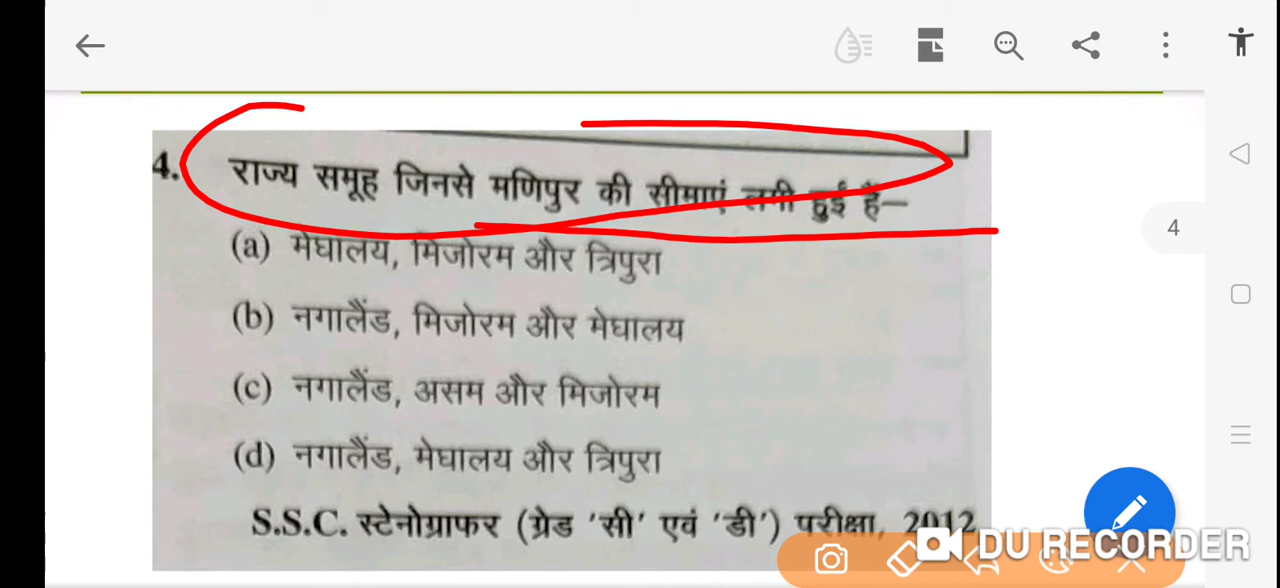 4. राज्य समूह जिनसे मणिपुर की सीमाएं लगी हुई हैं—
(a) मेघालय, मिजोरम और त्रिपुरा
4
(b) नगालैंड, मिजोरम और मेघालय
(c) नगालैंड, असम और मिजोरम
(d) नगालैंड, मेघालय और त्रिपुरा
S.S.C. स्टेनोग्राफर (ग्रेड 'सी' एवं 'डी') परीक्षा, 2012
DU RECORDER